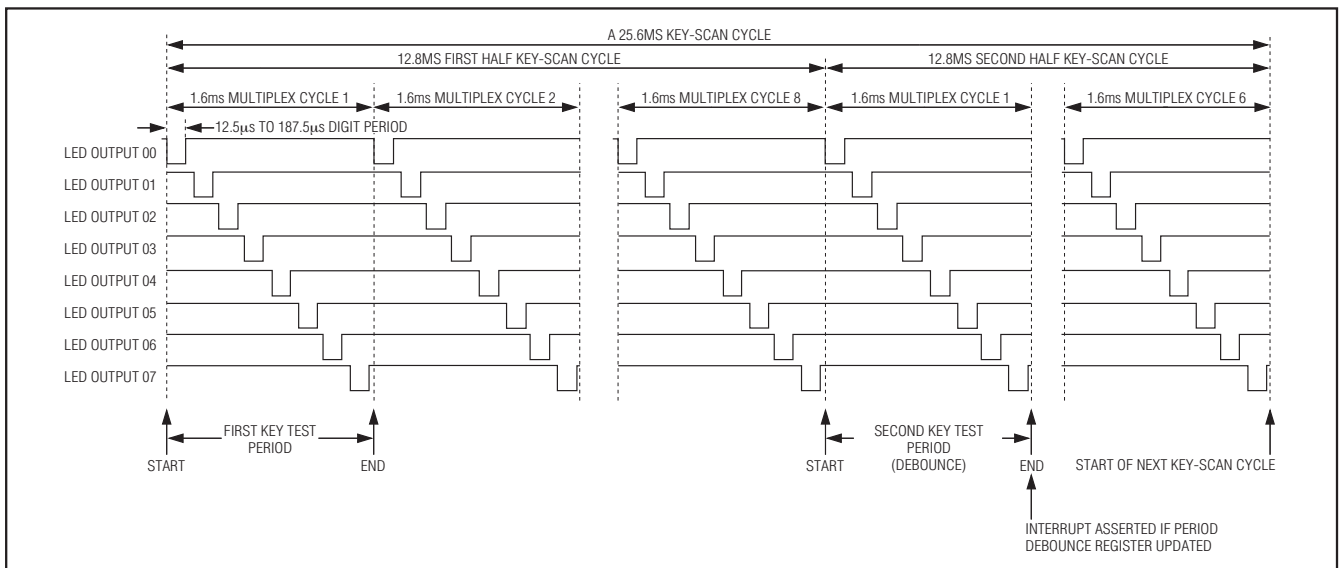 A 25.6MS KEY-SCAN CYCLE
12.8MS FIRST HALF KEY-SCAN CYCLE
12.8MS SECOND HALF KEY-SCAN CYCLE
1.6ms MULTIPLEX CYCLE 1
1.6ms MULTIPLEX CYCLE 2
1.6ms MULTIPLEX CYCLE 8
1.6ms MULTIPLEX CYCLE 1
1.6ms MULTIPLEX CYCLE 6
12.5μs TO 187.5μs DIGIT PERIOD
LED OUTPUT 00
LED OUTPUT 01
LED OUTPUT 02
LED OUTPUT 03
LED OUTPUT 04
LED OUTPUT 05
LED OUTPUT 06
LED OUTPUT 07
FIRST KEY TEST
PERIOD
START
END
SECOND KEY TEST
PERIOD
(DEBOUNCE)
START
END
START OF NEXT KEY-SCAN CYCLE
INTERRUPT ASSERTED IF PERIOD
DEBOUNCE REGISTER UPDATED